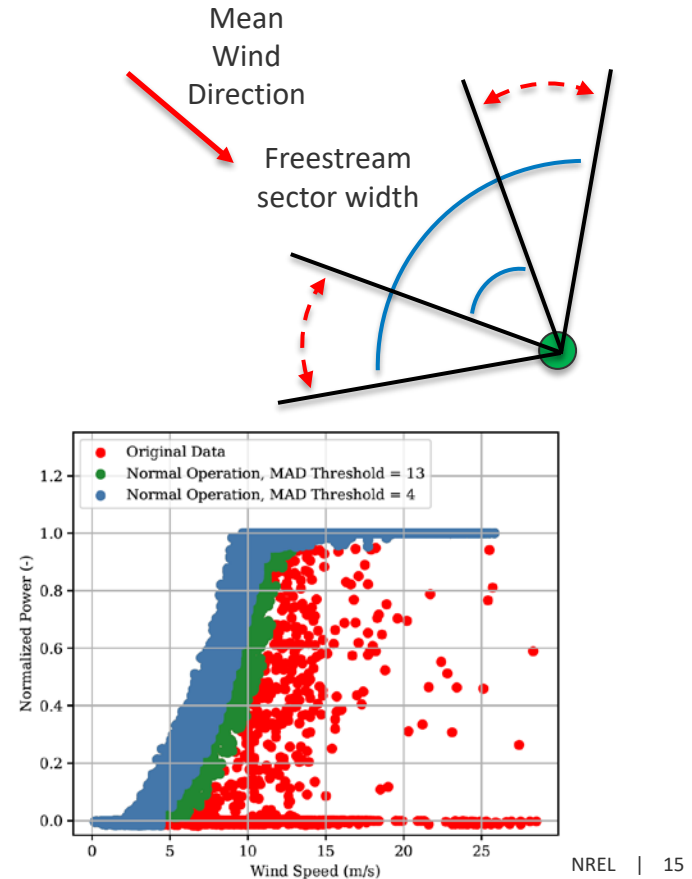 Mean
Wind
Direction
Freestream
sector width
Original Data
Normal Operation, MAD Threshold = 13
Normal Operation, MAD Threshold = 4
Normalized Power (-)
1.2
1.0
0.8
0.6
0.4
0.2
0.0
0 5 10 15 20 25
Wind Speed (m/s)
NREL | 15